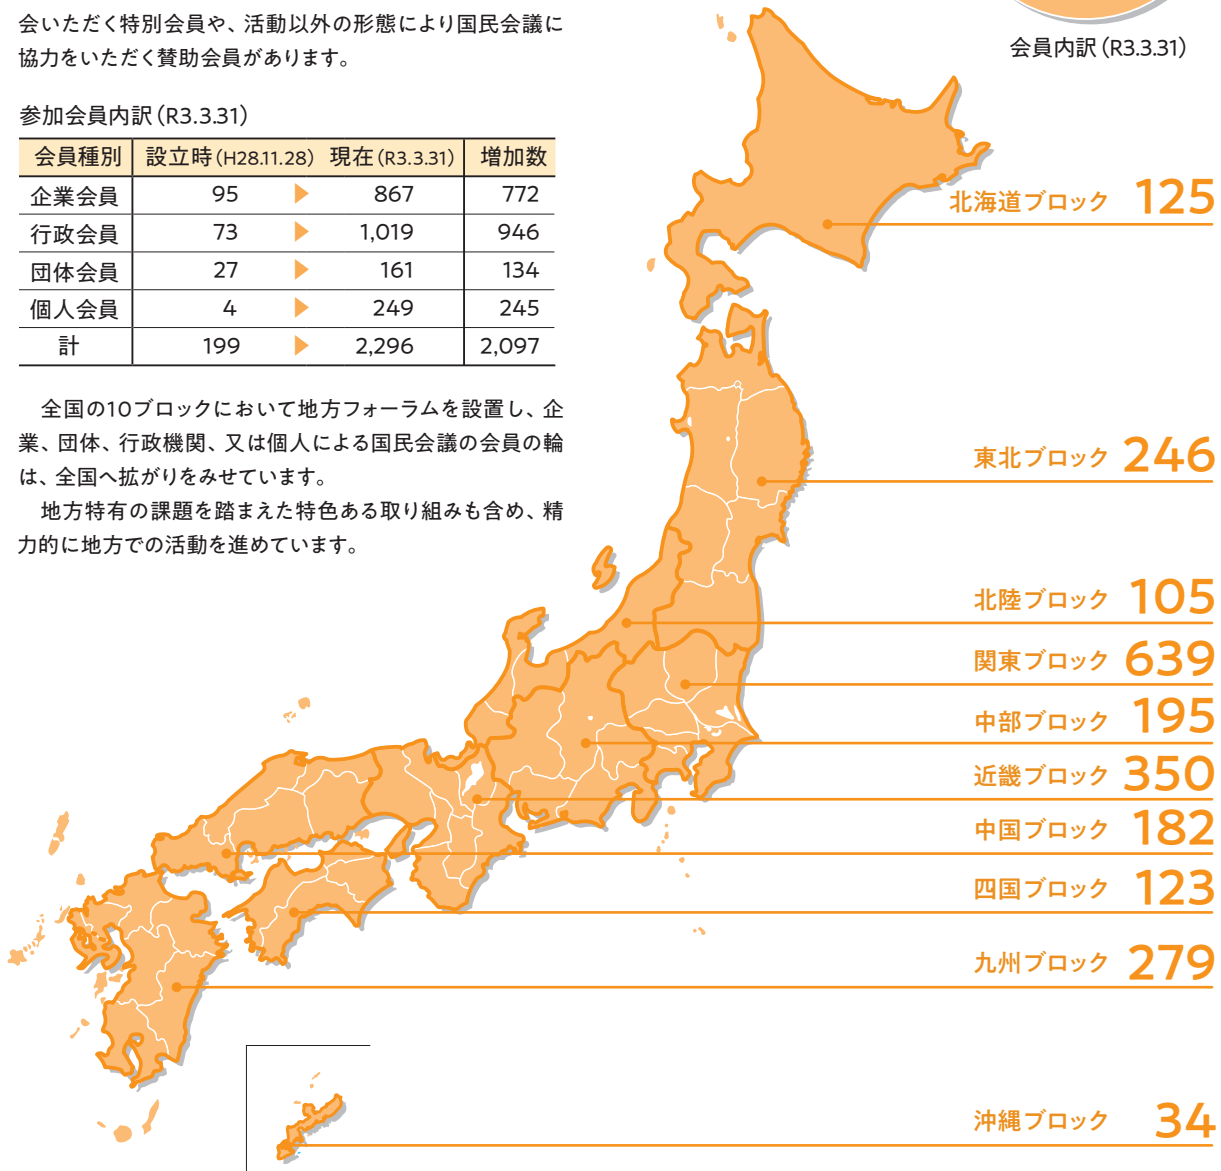 会いただく特別会員や、活動以外の形態により国民会議に
協力をいただく賛助会員があります。
会員内訳（R3.3.31）
参加会員内訳（R3.3.31）
会員種別 設立時（H28.11.28） 現在（R3.3.31） 増加数
企業会員 95 ▶ 867 772
行政会員 73 ▶ 1,019 946
団体会員 27 ▶ 161 134
個人会員 4 ▶ 249 245
計 199 ▶ 2,296 2,097
全国の10ブロックにおいて地方フォーラムを設置し、企
業、団体、行政機関、又は個人による国民会議の会員の輪
は、全国へ拡がりをみせています。
地方特有の課題を踏まえた特色ある取り組みも含め、精
力的に地方での活動を進めています。
北海道ブロック 125
東北ブロック 246
北陸ブロック 105
関東ブロック 639
中部ブロック 195
近畿ブロック 350
中国ブロック 182
四国ブロック 123
九州ブロック 279
沖縄ブロック 34